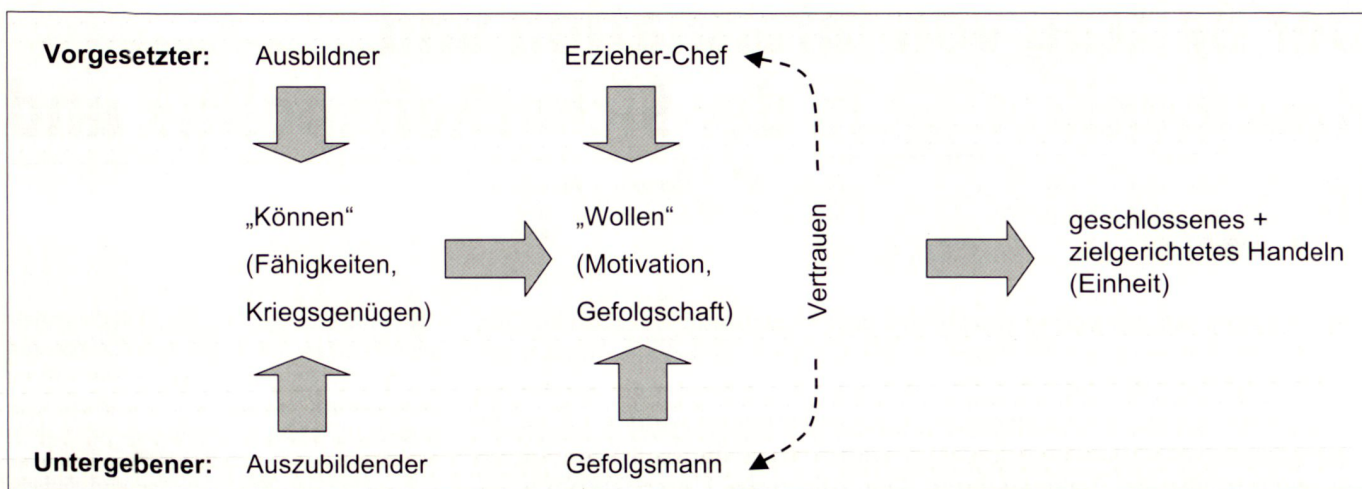 Vorgesetzter: Ausbildner Erzieher-Chef
„Können“
(Fähigkeiten,
Kriegsgenügen)
„Wollen“
(Motivation,
Gefolgschaft)
Vertrauen
geschlossenes +
zielgerichtetes Handeln
(Einheit)
Untergebener: Auszubildender Gefolgsmann